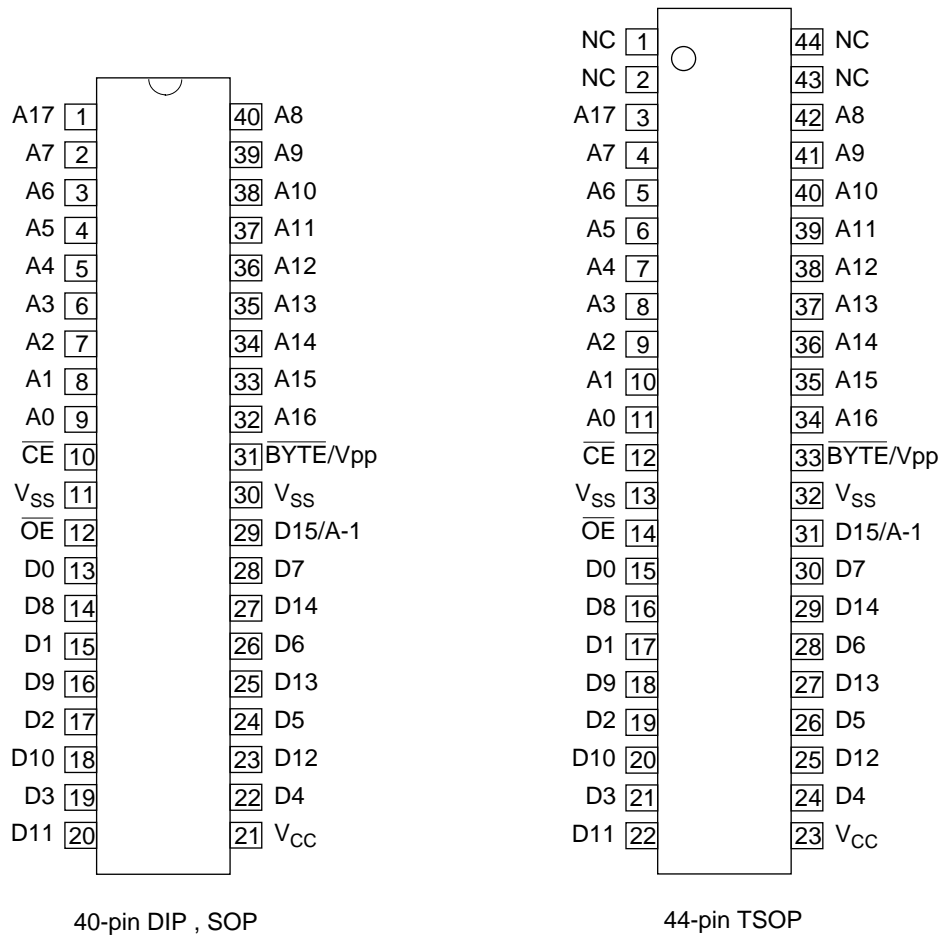 A17 1 40 A8
A7 2 39 A9
A6 3 38 A10
A5 4 37 A11
A4 5 36 A12
A3 6 35 A13
A2 7 34 A14
A1 8 33 A15
A0 9 32 A16
C̅E̅ 10 31 B̅Y̅T̅E̅/Vpp
VSS 11 30 VSS
O̅E̅ 12 29 D15/A-1
D0 13 28 D7
D8 14 27 D14
D1 15 26 D6
D9 16 25 D13
D2 17 24 D5
D10 18 23 D12
D3 19 22 D4
D11 20 21 VCC
40-pin DIP , SOP
NC 1 44 NC
NC 2 43 NC
A17 3 42 A8
A7 4 41 A9
A6 5 40 A10
A5 6 39 A11
A4 7 38 A12
A3 8 37 A13
A2 9 36 A14
A1 10 35 A15
A0 11 34 A16
C̅E̅ 12 33 B̅Y̅T̅E̅/Vpp
VSS 13 32 VSS
O̅E̅ 14 31 D15/A-1
D0 15 30 D7
D8 16 29 D14
D1 17 28 D6
D9 18 27 D13
D2 19 26 D5
D10 20 25 D12
D3 21 24 D4
D11 22 23 VCC
44-pin TSOP